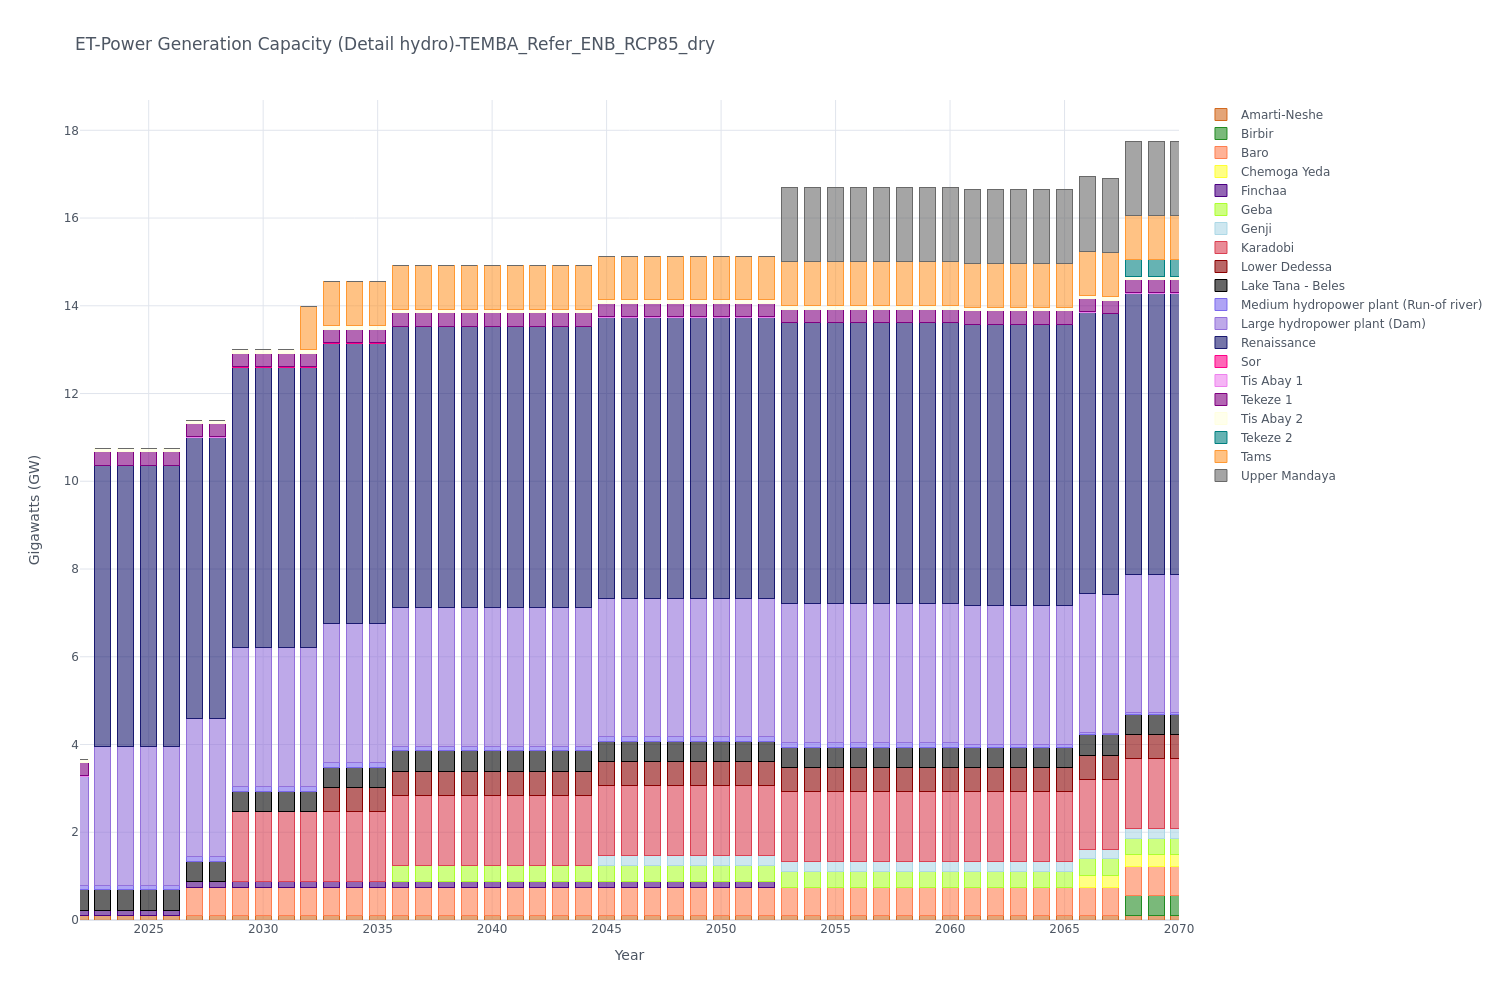 ET-Power Generation Capacity (Detail hydro)-TEMBA_Refer_ENB_RCP85_dry
Gigawatts (GW)
18
16
14
12
10
8
6
4
2
0
2025
2030
2035
2040
2045
2050
2055
2060
2065
2070
Year
Amarti-Neshe
Birbir
Baro
Chemoga Yeda
Finchaa
Geba
Genji
Karadobi
Lower Dedessa
Lake Tana - Beles
Medium hydropower plant (Run-of river)
Large hydropower plant (Dam)
Renaissance
Sor
Tis Abay 1
Tekeze 1
Tis Abay 2
Tekeze 2
Tams
Upper Mandaya